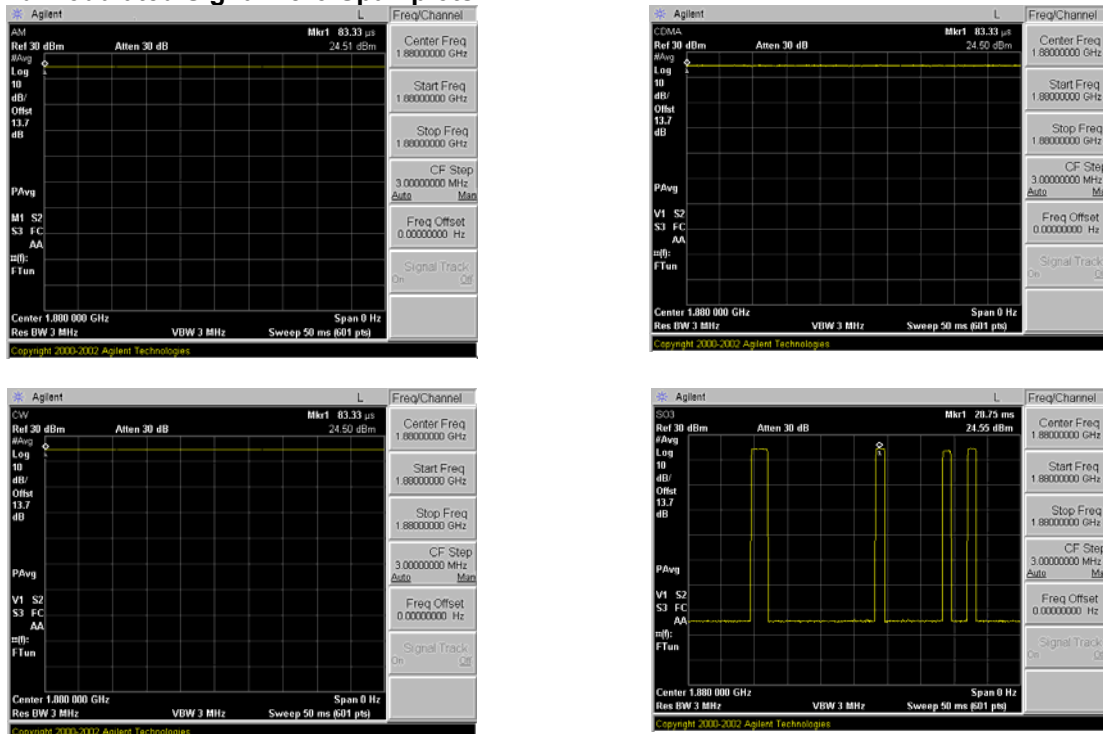 Agilent L Freq/Channel
AM Mkr1 83.33 µs
Ref 30 dBm Atten 30 dB 24.51 dBm
#Avg
Log
10
dB/
Offst
13.7
dB
PAvg
M1 S2
S3 FC
AA
¤(f):
FTun
Center 1.880 000 GHz Span 0 Hz
Res BW 3 MHz VBW 3 MHz Sweep 50 ms (601 pts)
Copyright 2000-2002 Agilent Technologies
Center Freq
1.88000000 GHz
Start Freq
1.88000000 GHz
Stop Freq
1.88000000 GHz
CF Step
3.00000000 MHz
Auto Man
Freq Offset
0.00000000 Hz
Signal Track
On Off
Agilent L Freq/Channel
CDMA Mkr1 83.33 µs
Ref 30 dBm Atten 30 dB 24.50 dBm
#Avg
Log
10
dB/
Offst
13.7
dB
PAvg
V1 S2
S3 FC
AA
¤(f):
FTun
Center 1.880 000 GHz Span 0 Hz
Res BW 3 MHz VBW 3 MHz Sweep 50 ms (601 pts)
Copyright 2000-2002 Agilent Technologies
Center Freq
1.88000000 GHz
Start Freq
1.88000000 GHz
Stop Freq
1.88000000 GHz
CF Step
3.00000000 MHz
Auto
Freq Offset
0.00000000 Hz
Signal Track
On
Agilent L Freq/Channel
CW Mkr1 83.33 µs
Ref 30 dBm Atten 30 dB 24.50 dBm
#Avg
Log
10
dB/
Offst
13.7
dB
PAvg
V1 S2
S3 FC
AA
¤(f):
FTun
Center 1.880 000 GHz Span 0 Hz
Res BW 3 MHz VBW 3 MHz Sweep 50 ms (601 pts)
Copyright 2000-2002 Agilent Technologies
Center Freq
1.88000000 GHz
Start Freq
1.88000000 GHz
Stop Freq
1.88000000 GHz
CF Step
3.00000000 MHz
Auto Man
Freq Offset
0.00000000 Hz
Signal Track
On Off
Agilent L Freq/Channel
SO3 Mkr1 20.75 ms
Ref 30 dBm Atten 30 dB 24.55 dBm
#Avg
Log
10
dB/
Offst
13.7
dB
PAvg
V1 S2
S3 FC
AA
¤(f):
FTun
Center 1.880 000 GHz Span 0 Hz
Res BW 3 MHz VBW 3 MHz Sweep 50 ms (601 pts)
Copyright 2000-2002 Agilent Technologies
Center Freq
1.88000000 GHz
Start Freq
1.88000000 GHz
Stop Freq
1.88000000 GHz
CF Step
3.00000000 MHz
Auto
Freq Offset
0.00000000 Hz
Signal Track
On